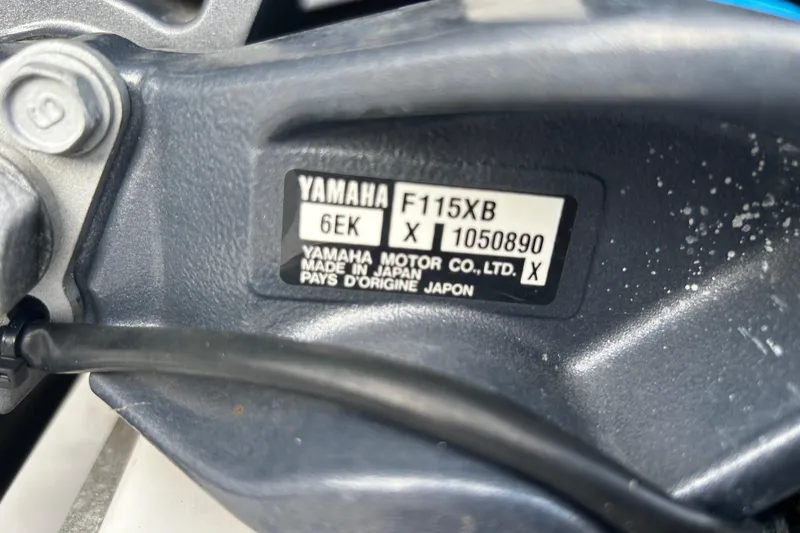 YAMAHA F115XB
6EK X 1050890
YAMAHA MOTOR CO., LTD. X
MADE IN JAPAN
PAYS D'ORIGINE JAPON